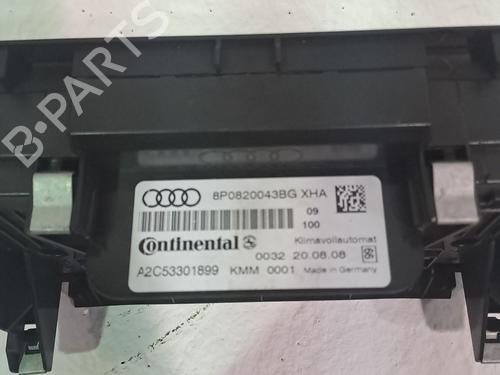 B-PARTS
8P0820043BG XHA
09
100
Continental
Klimavollautomat
0032 20.08.08
A2C53301899 KMM 0001 Made in Germany